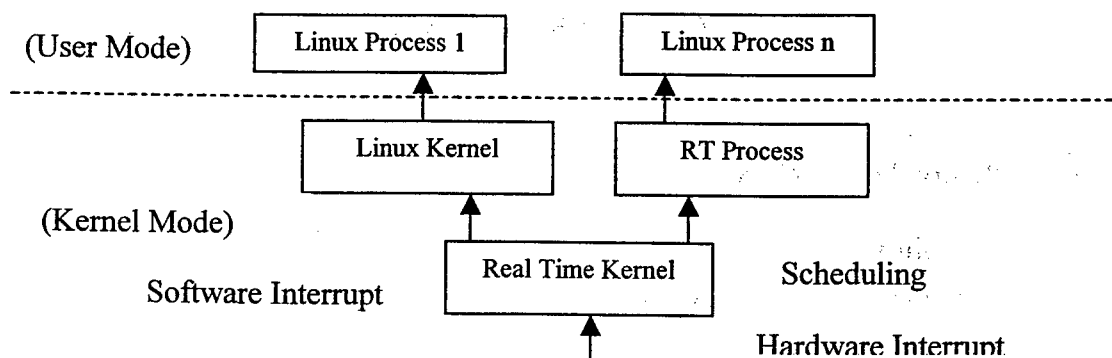 (User Mode)
Linux Process 1
Linux Process n
Linux Kernel
RT Process
(Kernel Mode)
Real Time Kernel
Scheduling
Software Interrupt
Hardware Interrupt